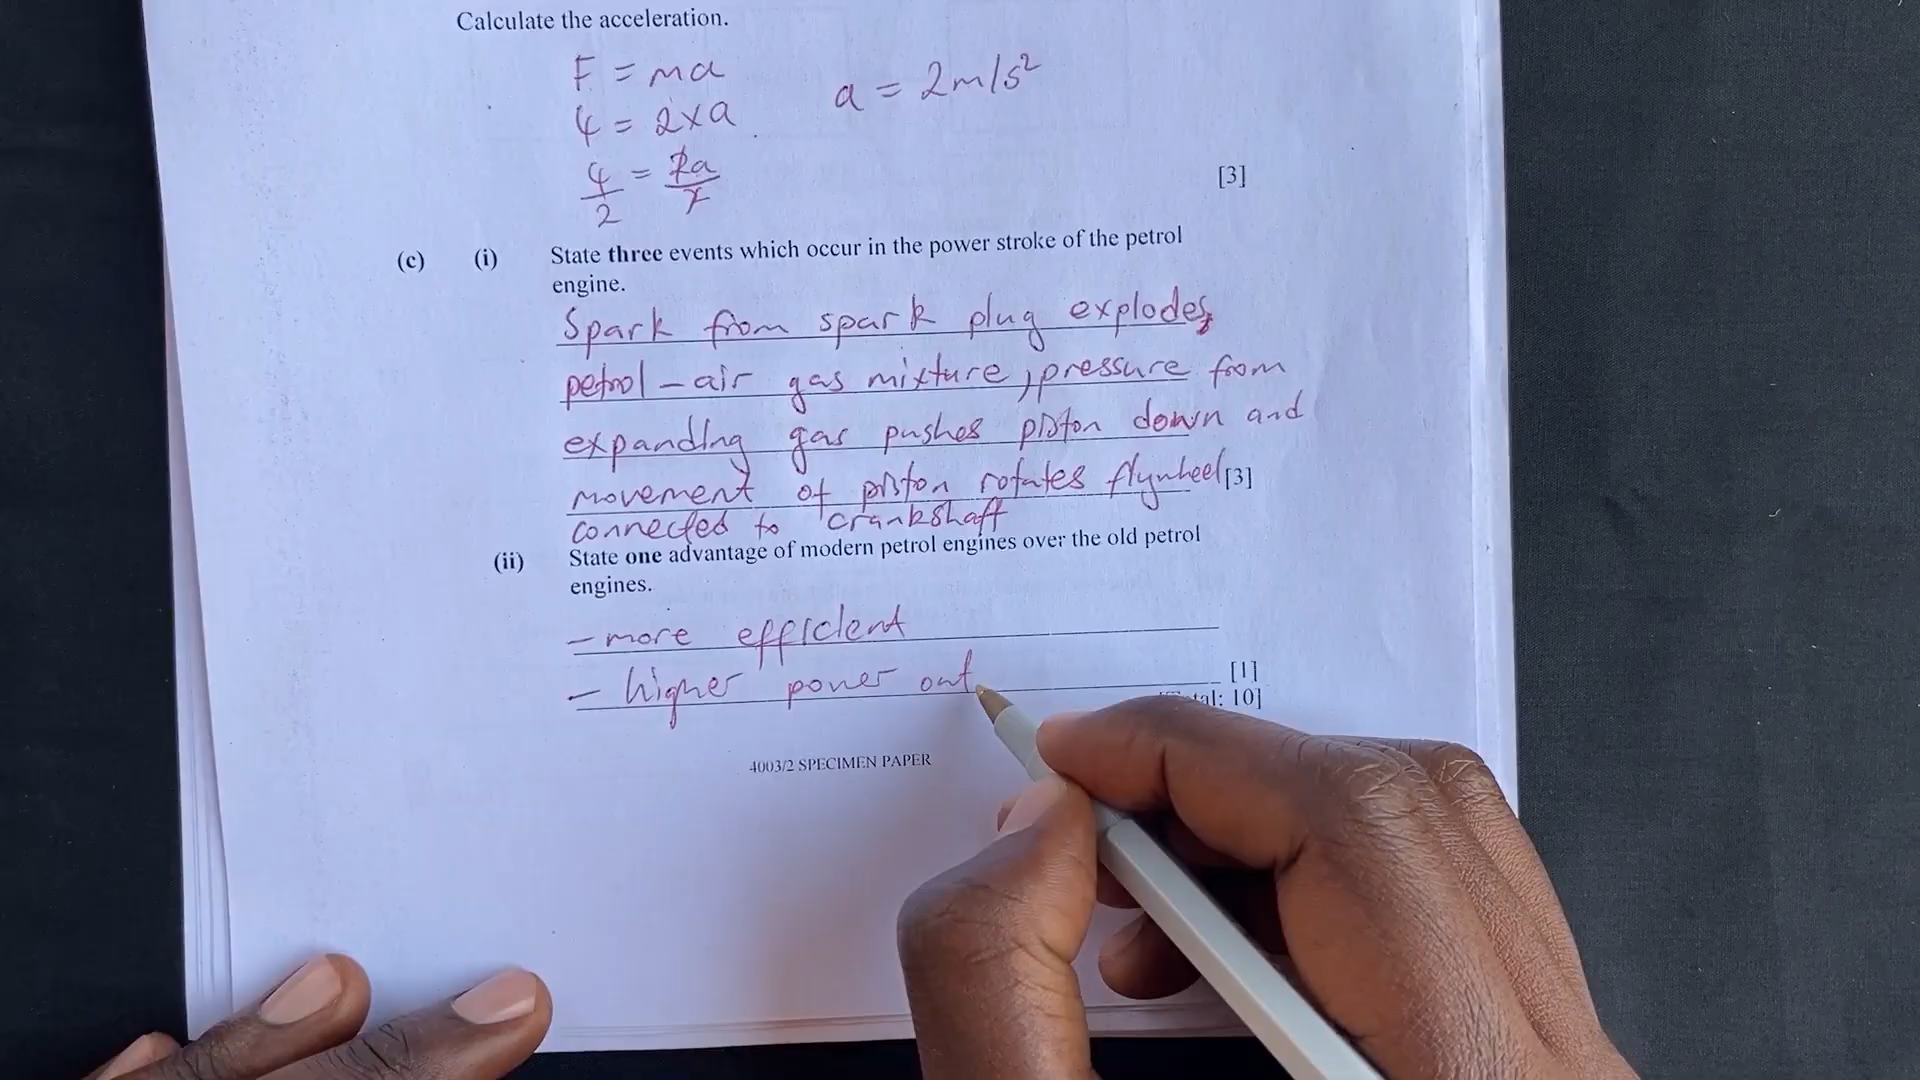 Calculate the acceleration.
F = ma
a = 2m/s²
4 = 2×a
4/2 = 2a/2
[3]
(c) (i) State three events which occur in the power stroke of the petrol
engine.
Spark from spark plug explodes
petrol-air gas mixture, pressure from
expanding gas pushes piston down and
movement of piston rotates flywheel [3]
connected to crankshaft
(ii) State one advantage of modern petrol engines over the old petrol
engines.
- more efficient
- higher power out
[1]
10]
4003/2 SPECIMEN PAPER